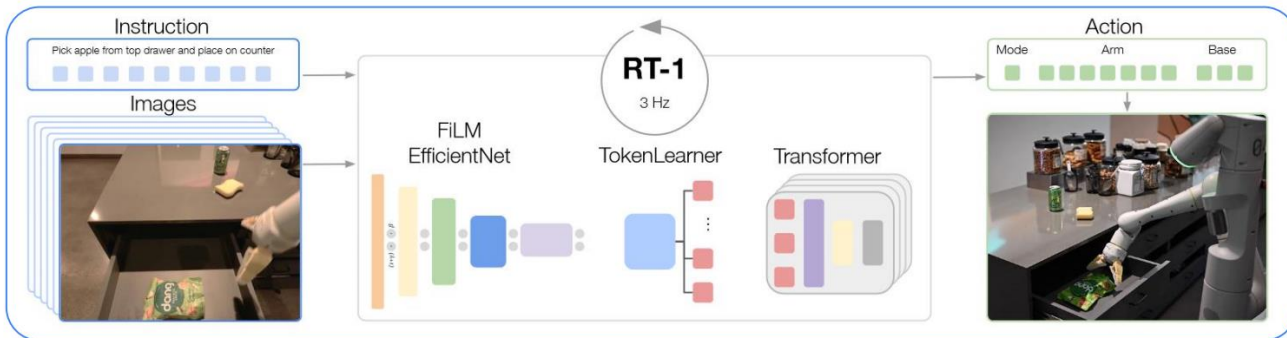 Instruction
Pick apple from top drawer and place on counter
Images
RT-1
3 Hz
FiLM
EfficientNet
TokenLearner
...
Transformer
Action
Mode Arm Base
dang